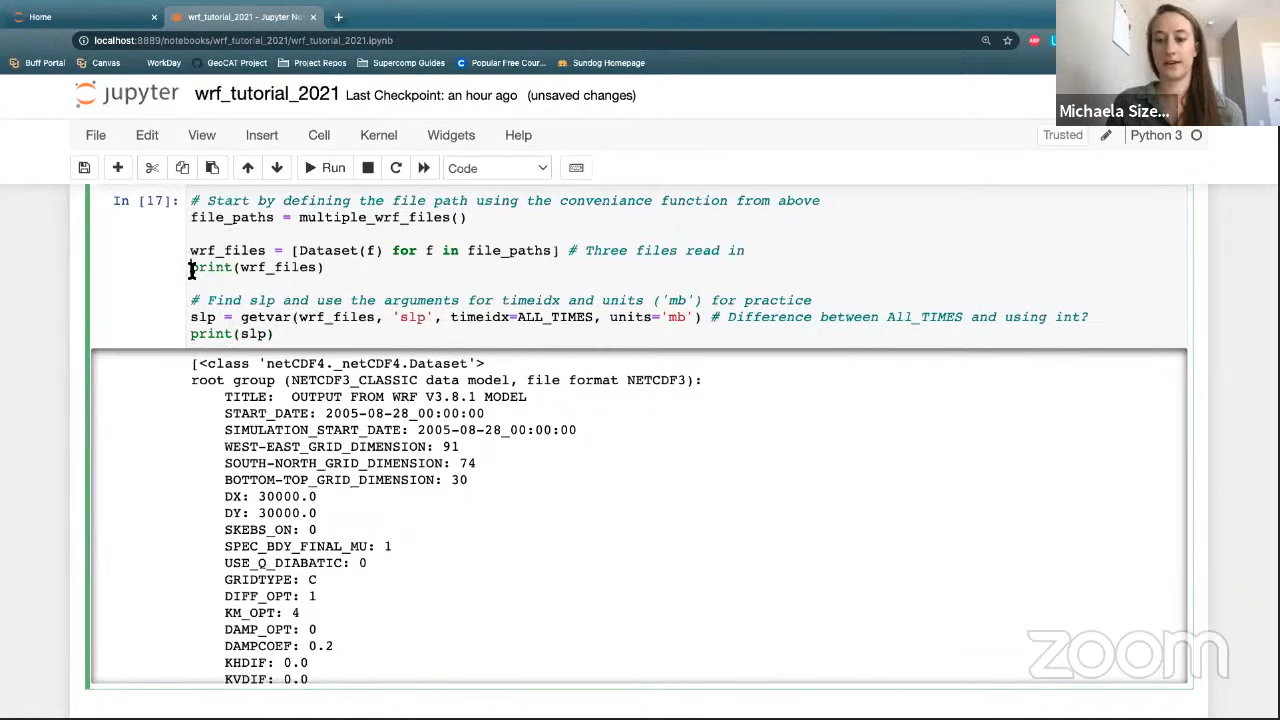 Home
wrf_tutorial_2021 - Jupyter No
localhost:8889/notebooks/wrf_tutorial_2021/wrf_tutorial_2021.ipynb
Buff Portal
Canvas
WorkDay
GeoCAT Project
Project Repos
Supercomp Guides
Popular Free Cour...
Sundog Homepage
jupyter wrf_tutorial_2021 Last Checkpoint: an hour ago (unsaved changes)
Michaela Size...
File Edit View Insert Cell Kernel Widgets Help
Trusted Python 3
Run Code
In [17]: # Start by defining the file path using the conveniance function from above
file_paths = multiple_wrf_files()
wrf_files = [Dataset(f) for f in file_paths] # Three files read in
print(wrf_files)
# Find slp and use the arguments for timeidx and units ('mb') for practice
slp = getvar(wrf_files, 'slp', timeidx=ALL_TIMES, units='mb') # Difference between All_TIMES and using int?
print(slp)
[<class 'netCDF4._netCDF4.Dataset'>
root group (NETCDF3_CLASSIC data model, file format NETCDF3):
TITLE: OUTPUT FROM WRF V3.8.1 MODEL
START_DATE: 2005-08-28_00:00:00
SIMULATION_START_DATE: 2005-08-28_00:00:00
WEST-EAST_GRID_DIMENSION: 91
SOUTH-NORTH_GRID_DIMENSION: 74
BOTTOM-TOP_GRID_DIMENSION: 30
DX: 30000.0
DY: 30000.0
SKEBS_ON: 0
SPEC_BDY_FINAL_MU: 1
USE_Q_DIABATIC: 0
GRIDTYPE: C
DIFF_OPT: 1
KM_OPT: 4
DAMP_OPT: 0
DAMPCOEF: 0.2
KHDIF: 0.0
KVDIF: 0.0
zoom